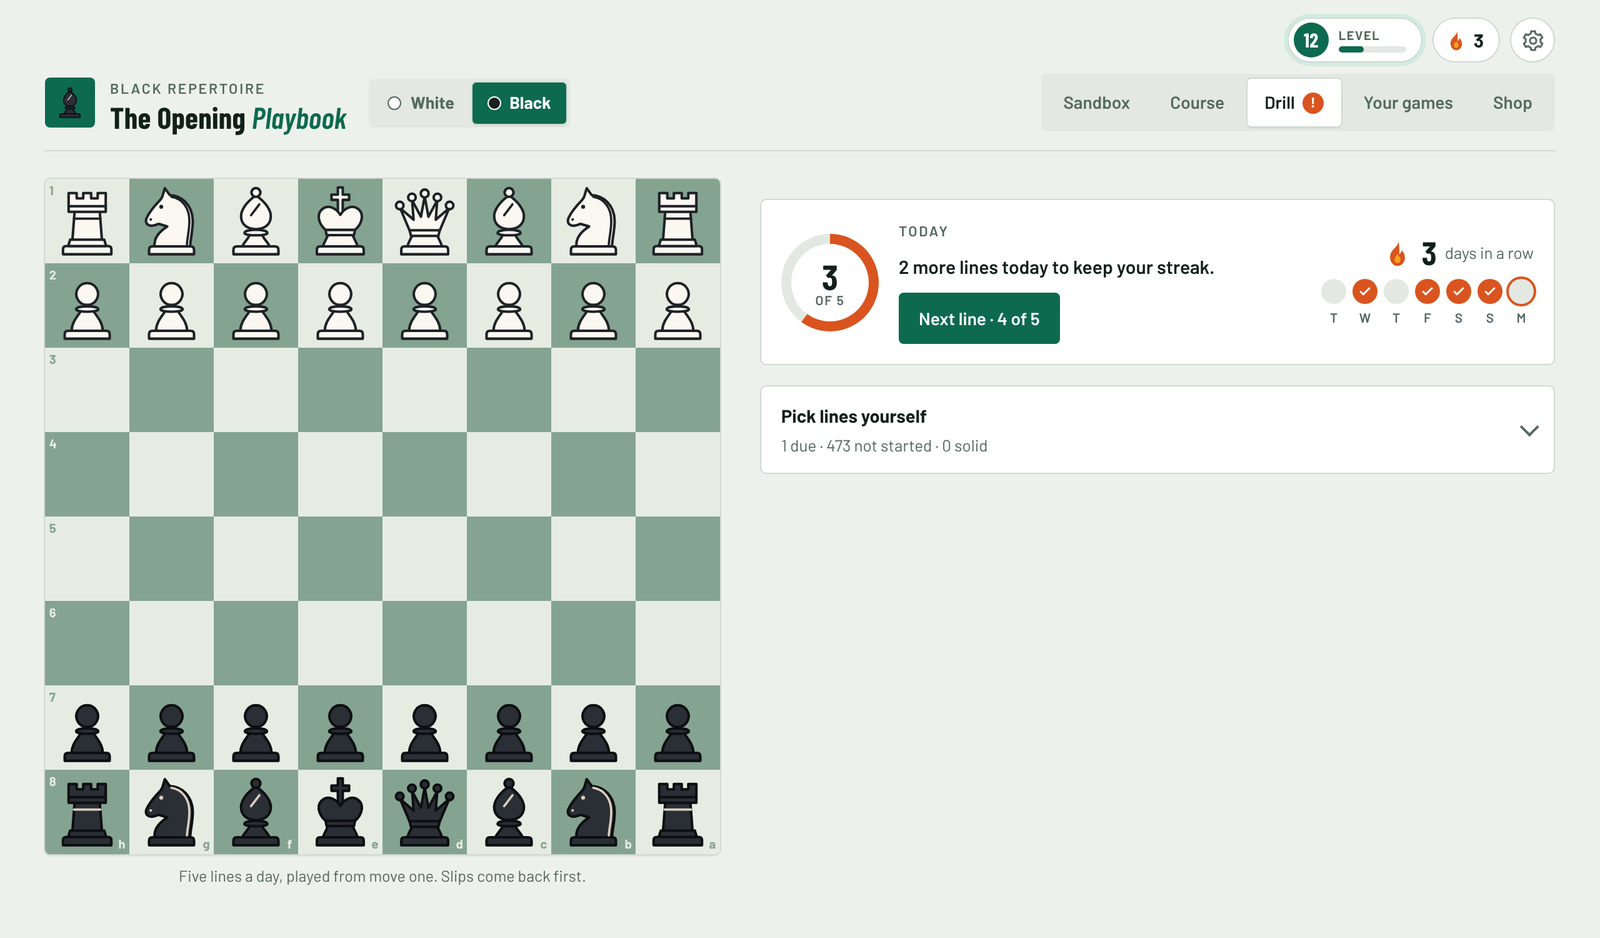 12
LEVEL
3
BLACK REPERTOIRE
The Opening Playbook
White
Black
Sandbox
Course
Drill !
Your games
Shop
1
2
3
4
5
6
7
8
h g f e d c b a
Five lines a day, played from move one. Slips come back first.
3
OF 5
TODAY
2 more lines today to keep your streak.
Next line · 4 of 5
3 days in a row
T W T F S S M
Pick lines yourself
1 due · 473 not started · 0 solid